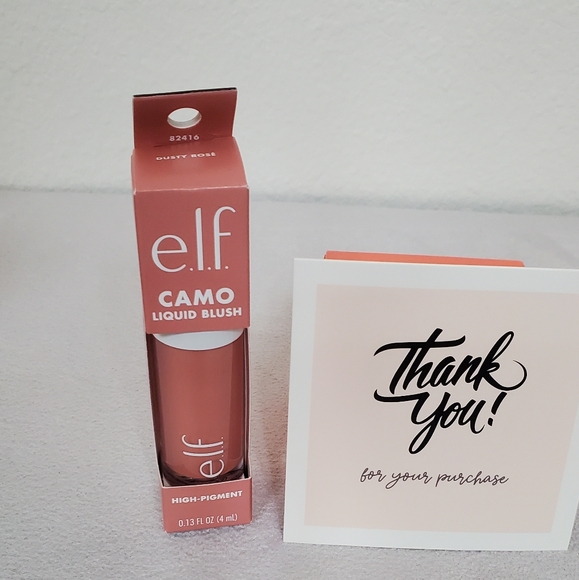 82416
DUSTY ROSE
e.l.f.
CAMO
LIQUID BLUSH
e.l.f.
HIGH-PIGMENT
0.13 FL OZ (4 mL)
Thank
You!
for your purchase